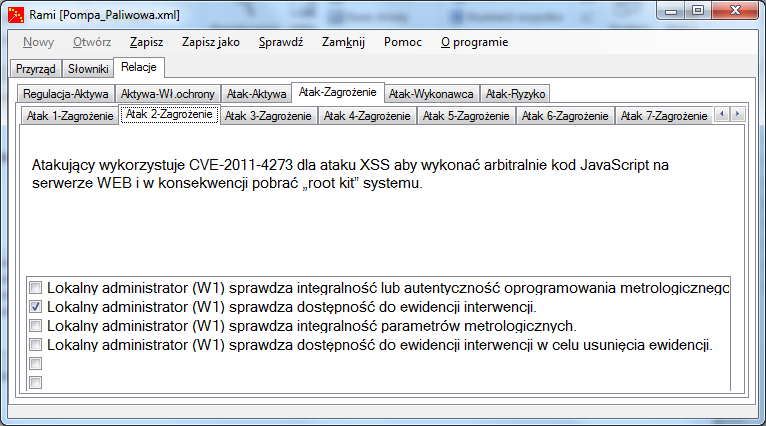 Rami [Pompa_Paliwowa.xml]
Nowy Otwórz Zapisz Zapisz jako Sprawdź Zamknij Pomoc O programie
Przyrząd Słowniki Relacje
Regulacja-Aktywa Aktywa-Wł.ochrony Atak-Aktywa Atak-Zagrożenie Atak-Wykonawca Atak-Ryzyko
Atak 1-Zagrożenie Atak 2-Zagrożenie Atak 3-Zagrożenie Atak 4-Zagrożenie Atak 5-Zagrożenie Atak 6-Zagrożenie Atak 7-Zagrożenie
Atakujący wykorzystuje CVE-2011-4273 dla ataku XSS aby wykonać arbitralnie kod JavaScript na
serwerze WEB i w konsekwencji pobrać „root kit” systemu.
Lokalny administrator (W1) sprawdza integralność lub autentyczność oprogramowania metrologicznego
Lokalny administrator (W1) sprawdza dostępność do ewidencji interwencji.
Lokalny administrator (W1) sprawdza integralność parametrów metrologicznych.
Lokalny administrator (W1) sprawdza dostępność do ewidencji interwencji w celu usunięcia ewidencji.